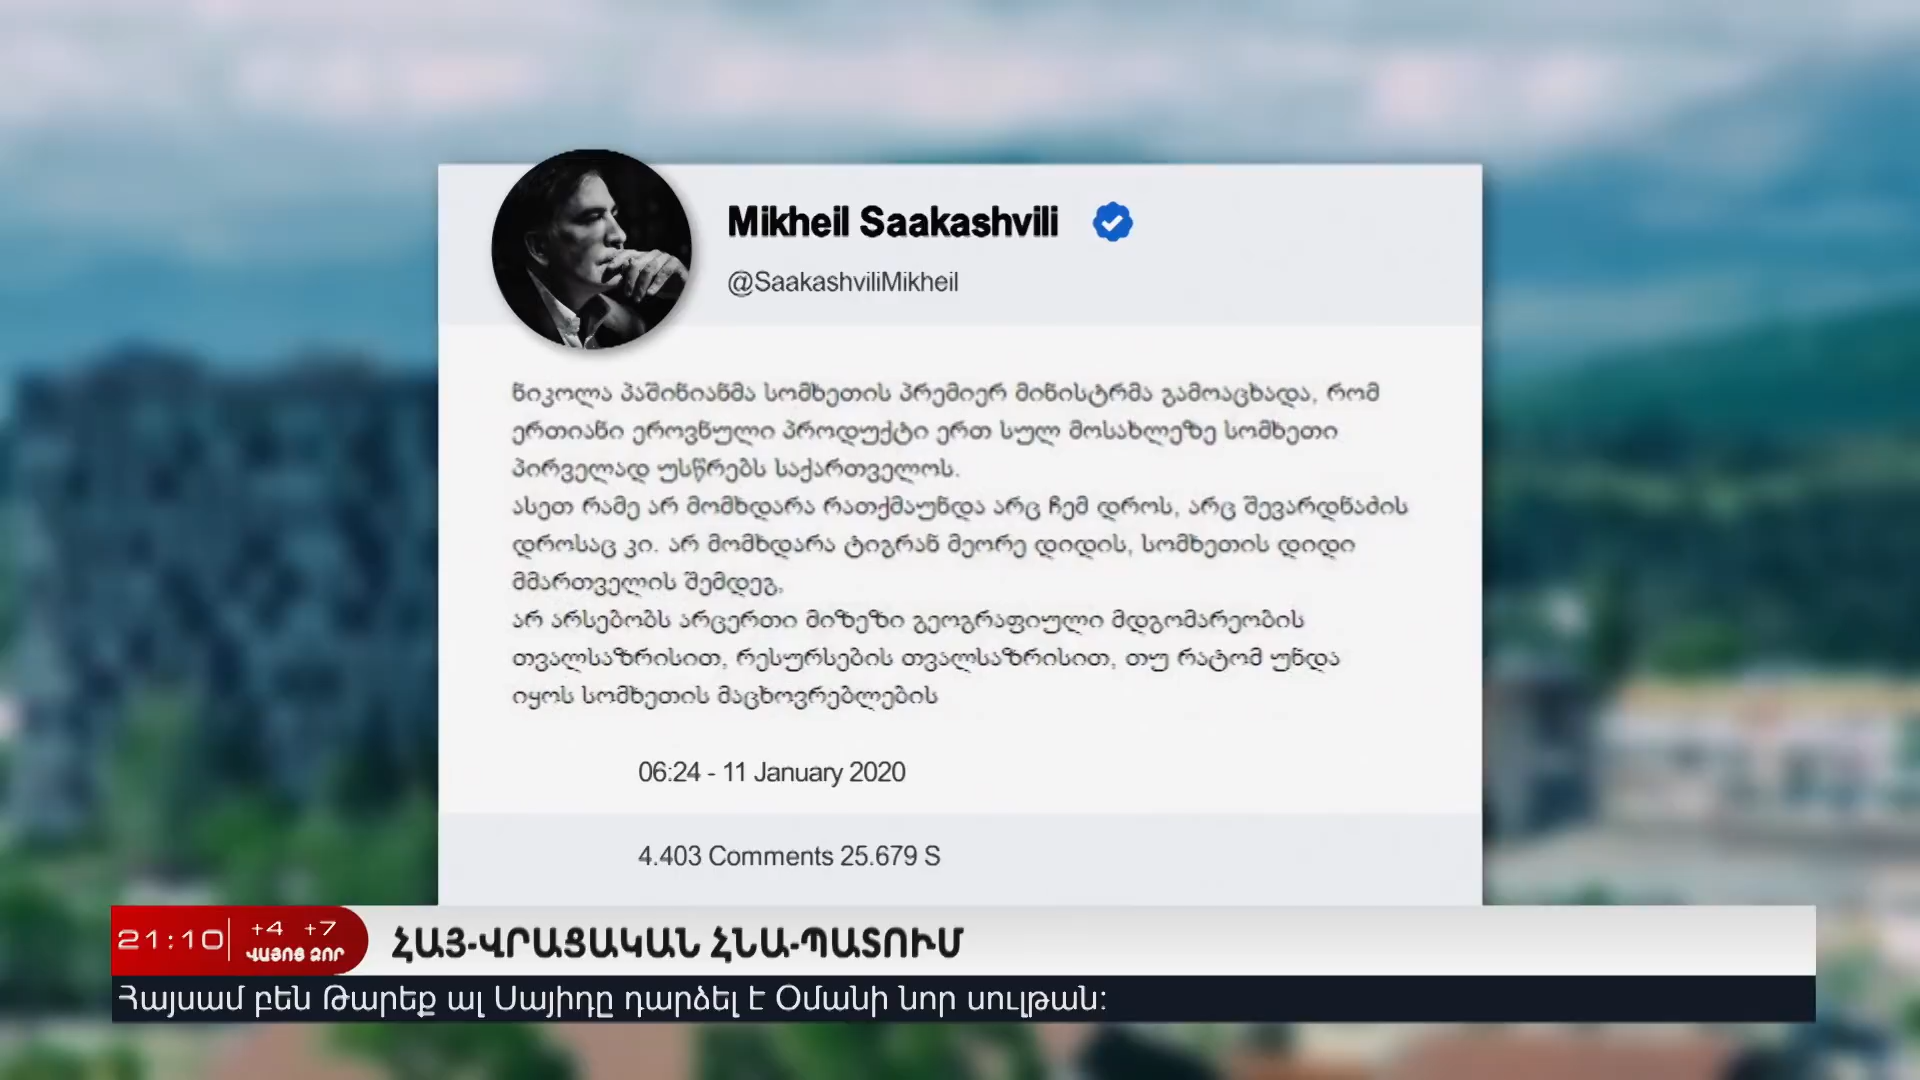 Mikheil Saakashvili
@SaakashviliMikheil
ნიკოლა პაშინიანმა სომხეთის პრემიერ მინისტრმა გამოაცხადა, რომ
ერთიანი ეროვნული პროდუქტი ერთ სულ მოსახლეზე სომხეთი
პირველად უსწრებს საქართველოს.
ასეთ რამე არ მომხდარა რათქმაუნდა არც ჩემ დროს, არც შევარდნაძის
დროსაც კი. არ მომხდარა ტიგრან მეორე დიდის, სომხეთის დიდი
მმართველის შემდეგ,
არ არსებობს არცერთი მიზეზი გეოგრაფიული მდგომარეობის
თვალსაზრისით, რესურსების თვალსაზრისით, თუ რატომ უნდა
იყოს სომხეთის მაცხოვრებლების
06:24 - 11 January 2020
4.403 Comments 25.679 S
21:10 +4 +7
ՎԱՅՈՑ ՁՈՐ
ՀԱՅ-ՎՐԱՑԱԿԱՆ ՀՆԱ-ՊԱՏՈՒՄ
Հայսամ բեն Թարեք ալ Սայիդը դարձել է Օմանի նոր սուլթան: